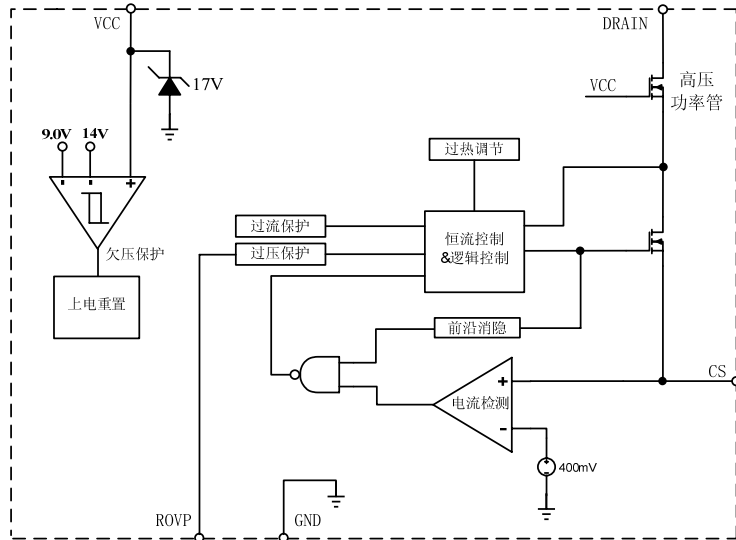 VCC
DRAIN
17V
VCC
高压
功率管
9.0V
14V
- - +
过热调节
过流保护
恒流控制
&逻辑控制
过压保护
欠压保护
上电重置
前沿消隐
+
电流检测
-
CS
400mV
ROVP
GND